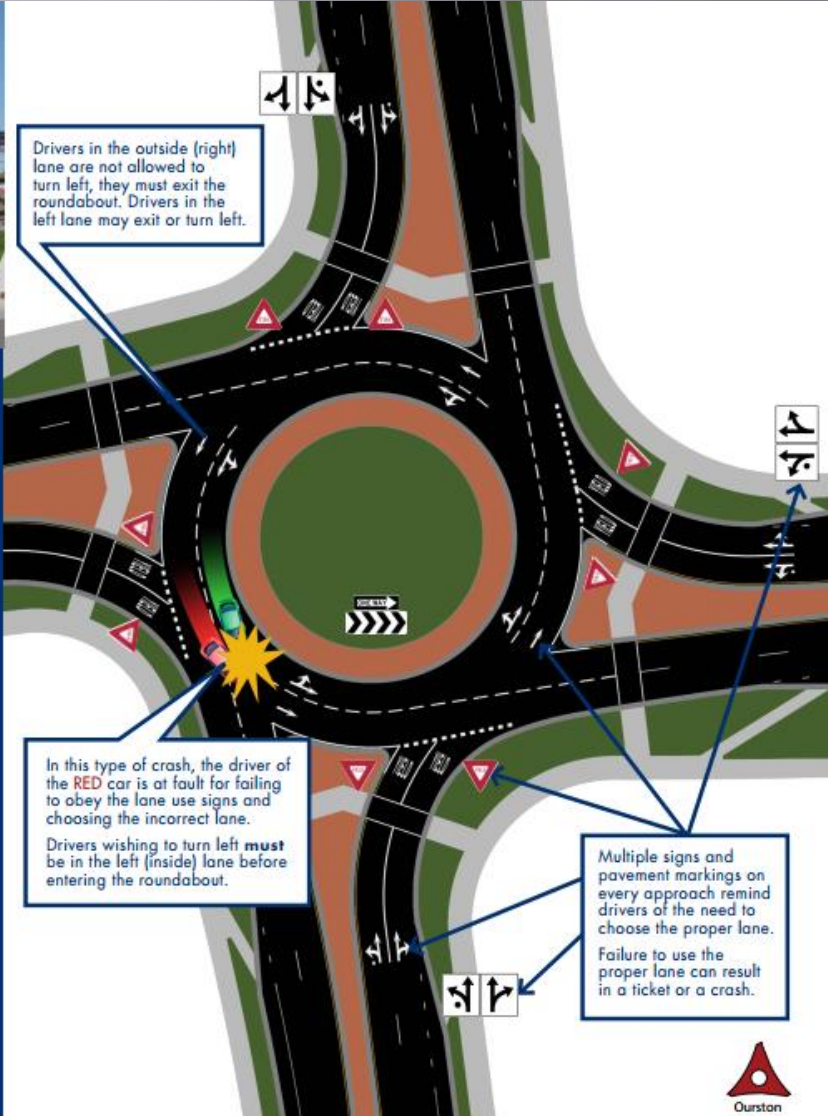 Drivers in the outside (right)
lane are not allowed to
turn left, they must exit the
roundabout. Drivers in the
left lane may exit or turn left.
ONE WAY
In this type of crash, the driver of
the RED car is at fault for failing
to obey the lane use signs and
choosing the incorrect lane.
Drivers wishing to turn left must
be in the left (inside) lane before
entering the roundabout.
Multiple signs and
pavement markings on
every approach remind
drivers of the need to
choose the proper lane.
Failure to use the
proper lane can result
in a ticket or a crash.
Ourston